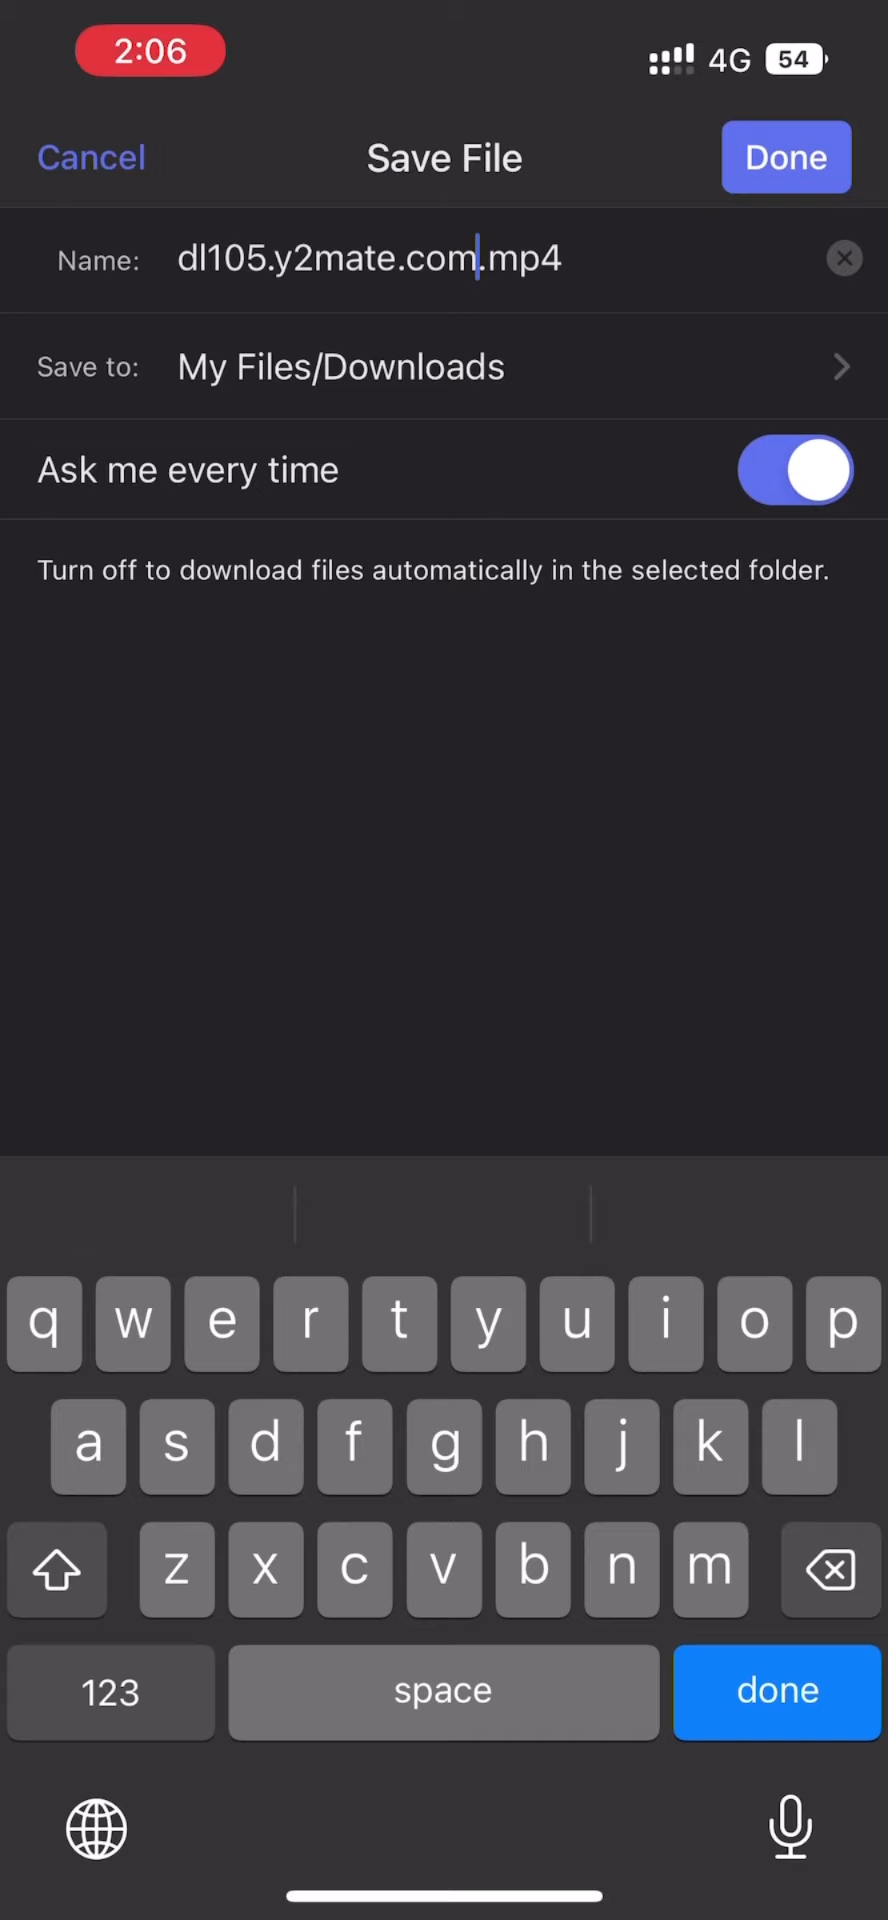 2:06
4G 54
Cancel Save File Done
Name: dl105.y2mate.com.mp4
Save to: My Files/Downloads
Ask me every time
Turn off to download files automatically in the selected folder.
q w e r t y u i o p
a s d f g h j k l
z x c v b n m
123 space done